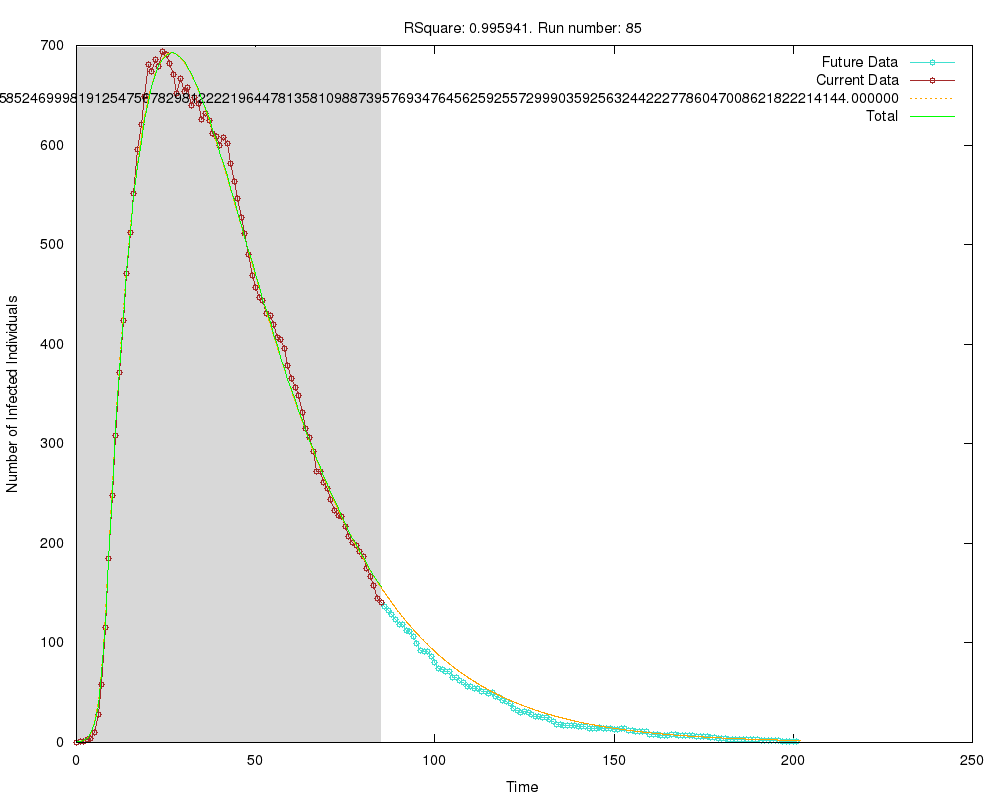 RSquare: 0.995941. Run number: 85
Future Data
Current Data
Total
700
600
500
400
300
200
100
0
Number of Infected Individuals
0 50 100 150 200 250
Time